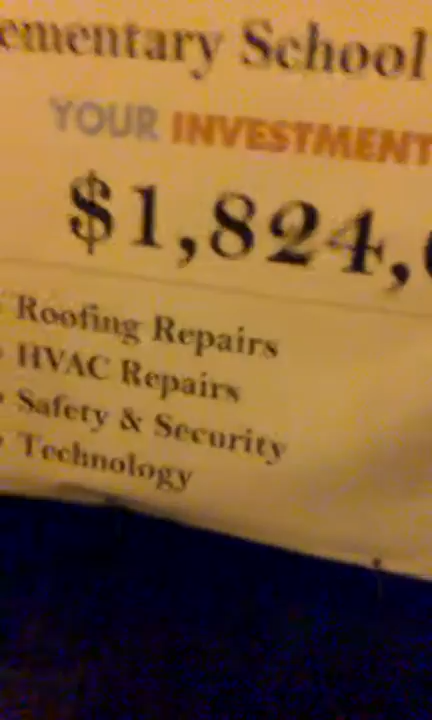 ementary School
YOUR INVESTMENT
$1,824,
Roofing Repairs
HVAC Repairs
Safety & Security
Technology